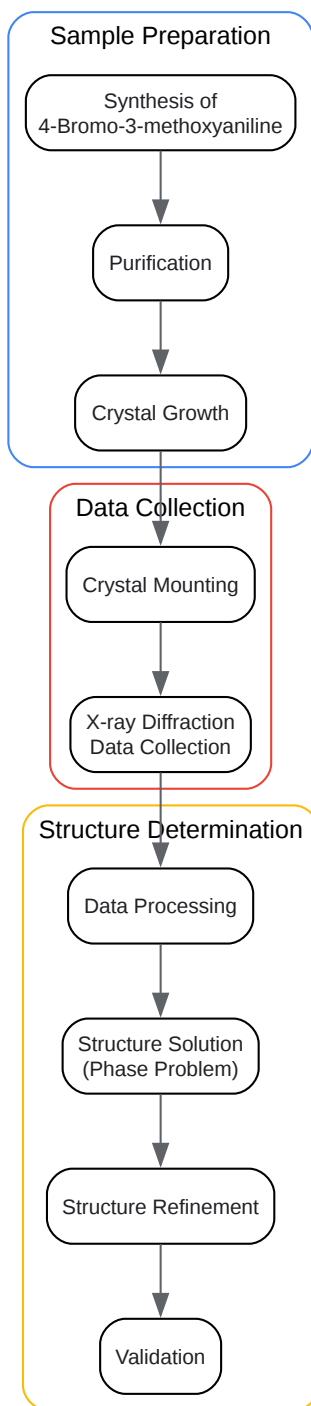 Sample Preparation
Synthesis of
4-Bromo-3-methoxyaniline
Purification
Crystal Growth
Data Collection
Crystal Mounting
X-ray Diffraction
Data Collection
Structure Determination
Data Processing
Structure Solution
(Phase Problem)
Structure Refinement
Validation